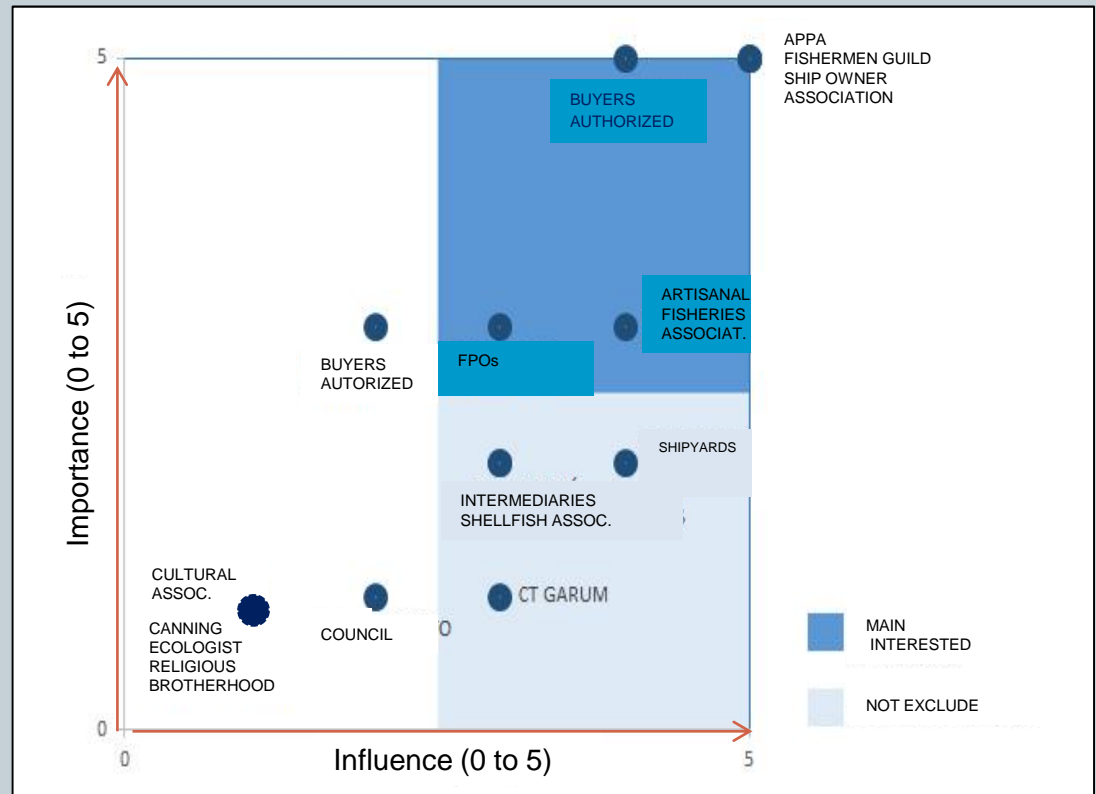 5
APPA
FISHERMEN GUILD
SHIP OWNER
ASSOCIATION
BUYERS
AUTHORIZED
ARTISANAL
FISHERIES
ASSOCIAT.
BUYERS
AUTORIZED
FPOs
Importance (0 to 5)
SHIPYARDS
INTERMEDIARIES
SHELLFISH ASSOC.
CULTURAL
ASSOC.
CT GARUM
CANNING
ECOLOGIST
RELIGIOUS
BROTHERHOOD
COUNCIL
O
MAIN
INTERESTED
NOT EXCLUDE
0
0
Influence (0 to 5)
5